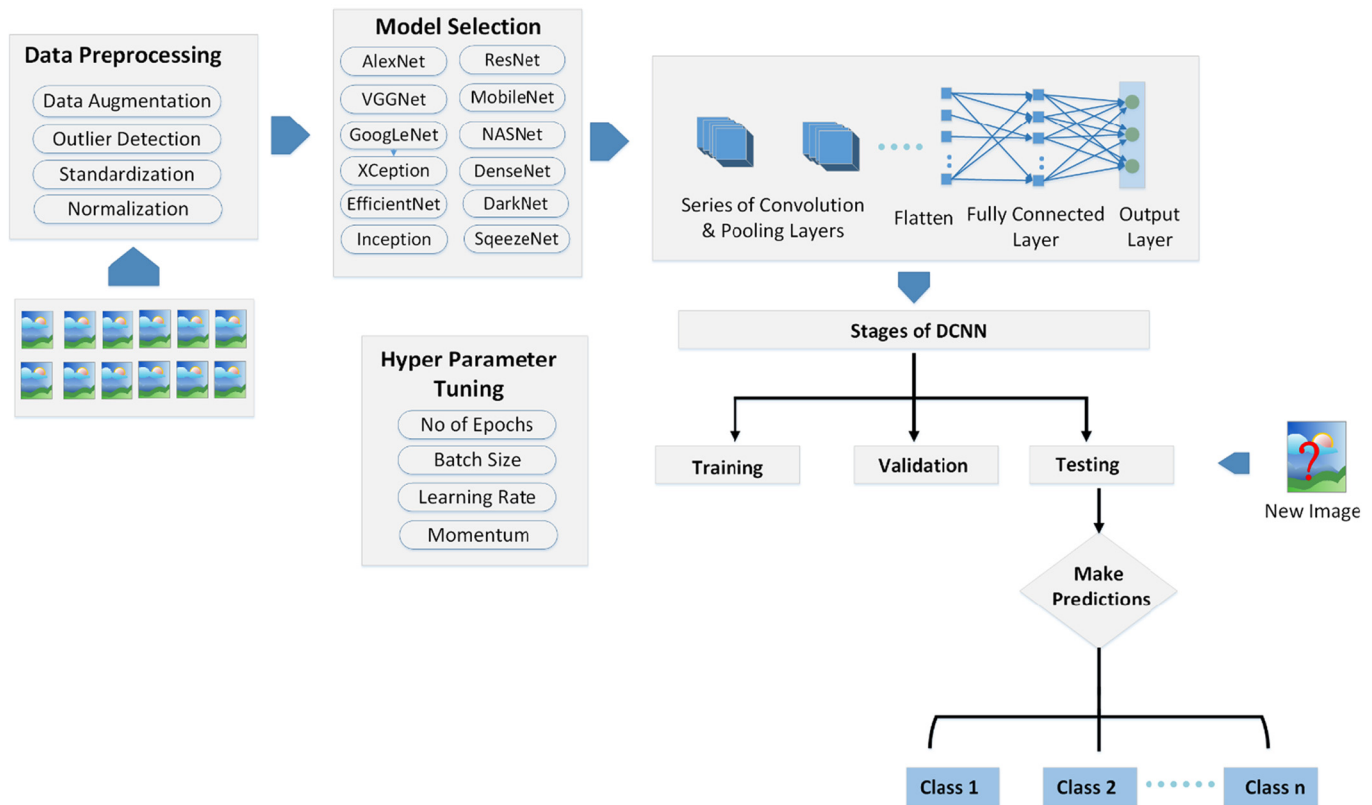 Data Preprocessing
Data Augmentation
Outlier Detection
Standardization
Normalization
Model Selection
AlexNet
ResNet
VGGNet
MobileNet
GoogLeNet
NASNet
XCeption
DenseNet
EfficientNet
DarkNet
Inception
SqeezeNet
Series of Convolution
& Pooling Layers
Flatten
Fully Connected
Layer
Output
Layer
Hyper Parameter
Tuning
No of Epochs
Batch Size
Learning Rate
Momentum
Stages of DCNN
Training
Validation
Testing
?
New Image
Make
Predictions
Class 1
Class 2
Class n